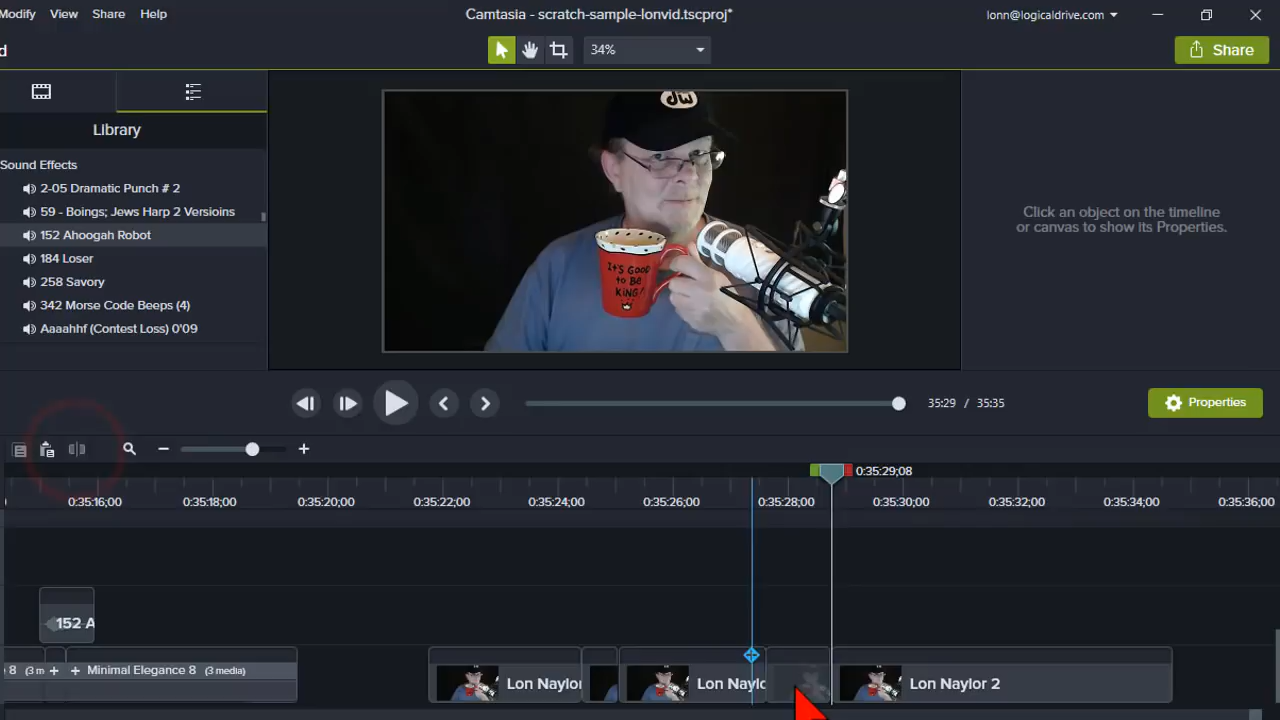 Modify View Share Help
Camtasia - scratch-sample-lonvid.tscproj*
lonn@logicaldrive.com
d
34%
Share
Library
Sound Effects
2-05 Dramatic Punch # 2
59 - Boings; Jews Harp 2 Versioins
152 Ahoogah Robot
184 Loser
258 Savory
342 Morse Code Beeps (4)
Aaaahhf (Contest Loss) 0'09
dw
IT'S GOOD
to BE
KING!
Click an object on the timeline
or canvas to show its Properties.
35:29 / 35:35
Properties
0:35:29;08
0:35:16;00 0:35:18;00 0:35:20;00 0:35:22;00 0:35:24;00 0:35:26;00 0:35:28;00 0:35:30;00 0:35:32;00 0:35:34;00 0:35:36;00
152 A
8 (3 m + + Minimal Elegance 8 (3 media)
Lon Naylor Lon Naylo Lon Naylor 2